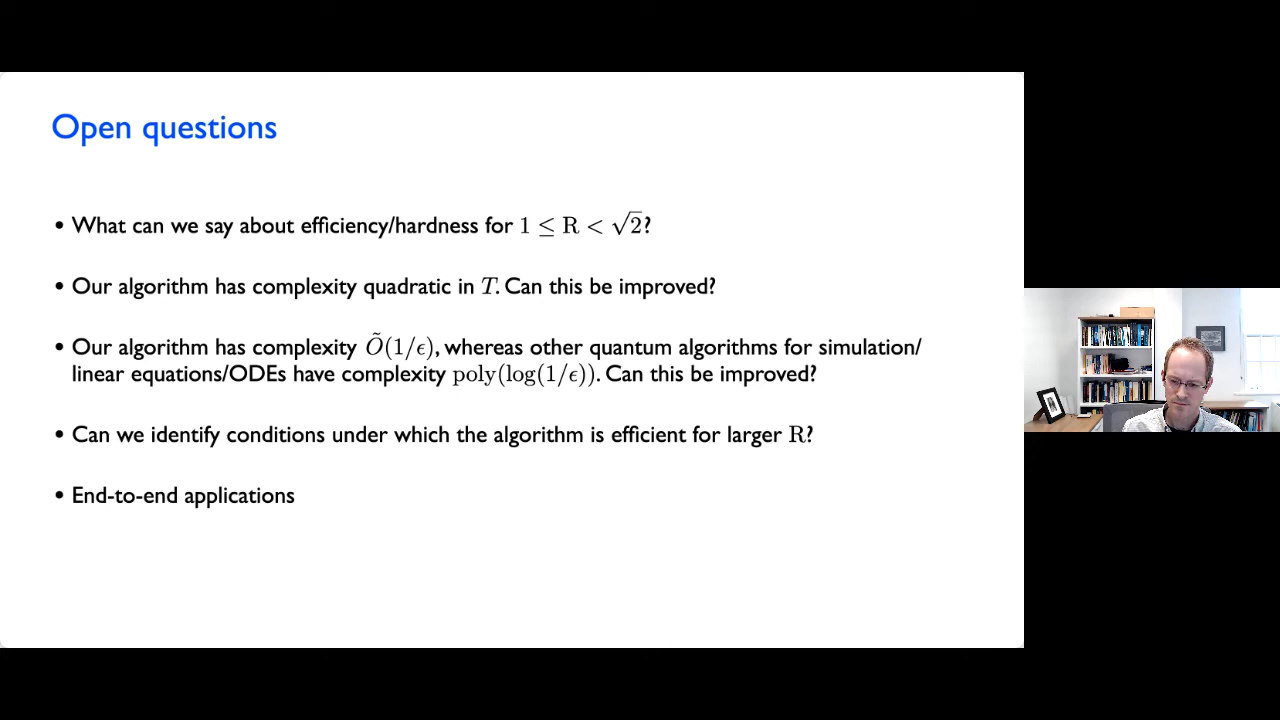 Open questions
• What can we say about efficiency/hardness for 1 ≤ R < √2?
• Our algorithm has complexity quadratic in T. Can this be improved?
• Our algorithm has complexity Õ(1/ϵ), whereas other quantum algorithms for simulation/
linear equations/ODEs have complexity poly(log(1/ϵ)). Can this be improved?
• Can we identify conditions under which the algorithm is efficient for larger R?
• End-to-end applications